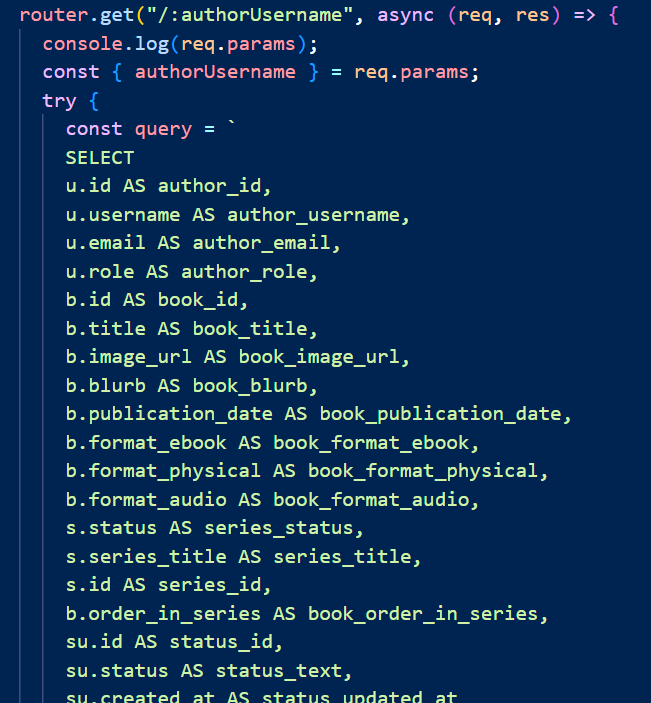 router.get("/:authorUsername", async (req, res) => {
console.log(req.params);
const { authorUsername } = req.params;
try {
const query = `
SELECT
u.id AS author_id,
u.username AS author_username,
u.email AS author_email,
u.role AS author_role,
b.id AS book_id,
b.title AS book_title,
b.image_url AS book_image_url,
b.blurb AS book_blurb,
b.publication_date AS book_publication_date,
b.format_ebook AS book_format_ebook,
b.format_physical AS book_format_physical,
b.format_audio AS book_format_audio,
s.status AS series_status,
s.series_title AS series_title,
s.id AS series_id,
b.order_in_series AS book_order_in_series,
su.id AS status_id,
su.status AS status_text,
su.created_at AS status_updated_at